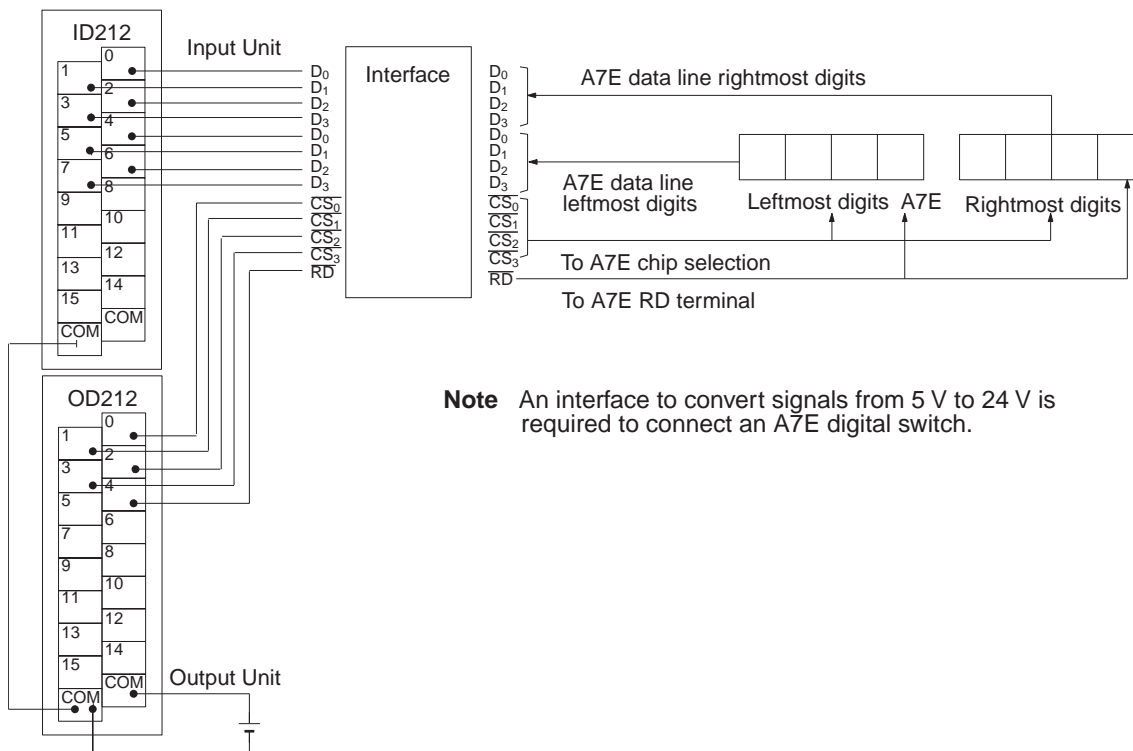 ID212
Input Unit
0
1
2
3
4
5
6
7
8
9
10
11
12
13
14
15
COM
COM
D0
D1
D2
D3
D0
D1
D2
D3
CS0
CS1
CS2
CS3
RD
Interface
D0
D1
D2
D3
D0
D1
D2
D3
CS0
CS1
CS2
CS3
RD
A7E data line rightmost digits
A7E data line
leftmost digits
Leftmost digits A7E
Rightmost digits
To A7E chip selection
To A7E RD terminal
OD212
0
1
2
3
4
5
6
7
8
9
10
11
12
13
14
15
COM
COM
Output Unit
Note An interface to convert signals from 5 V to 24 V is
required to connect an A7E digital switch.